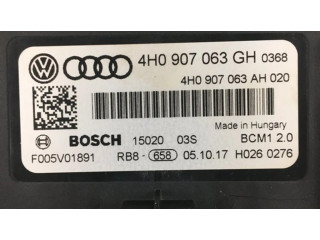 4H0 907 063 GH 0368
4H0 907 063 AH 020
Made in Hungary
BOSCH 15020 03S BCM1 2.0
F005V01891 RB8 - 658 05.10.17 H026 0276